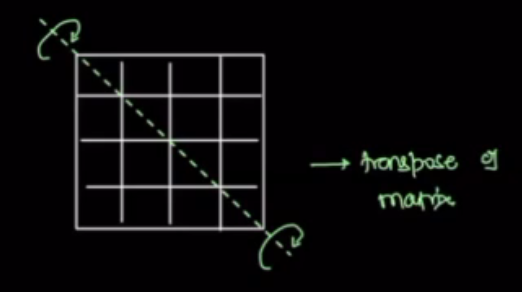 → transpose of
matrix